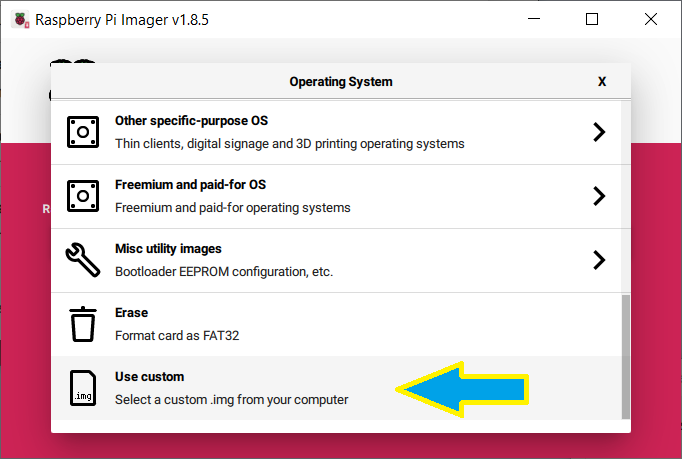 Raspberry Pi Imager v1.8.5
Operating System
X
Other specific-purpose OS
Thin clients, digital signage and 3D printing operating systems
Freemium and paid-for OS
Freemium and paid-for operating systems
R
Misc utility images
Bootloader EEPROM configuration, etc.
Erase
Format card as FAT32
.img
Use custom
Select a custom .img from your computer